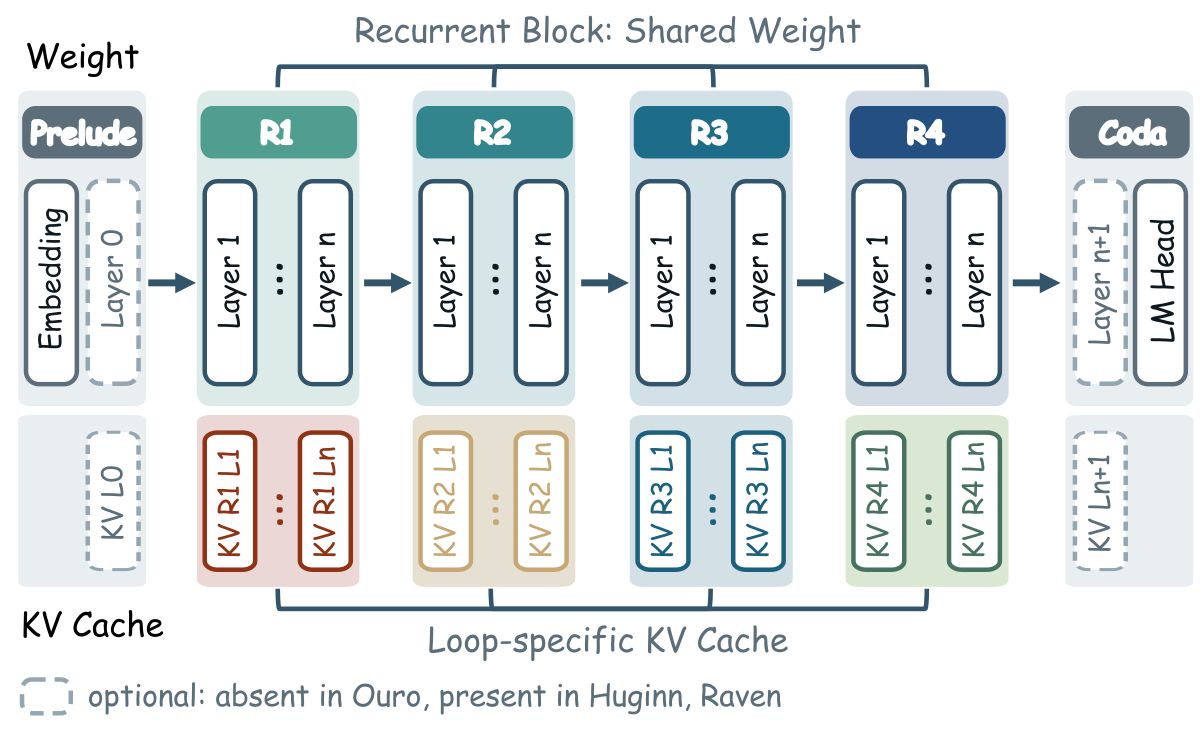 Recurrent Block: Shared Weight
Weight
Prelude
R1
R2
R3
R4
Coda
Embedding
Layer 0
Layer 1
...
Layer n
Layer 1
...
Layer n
Layer 1
...
Layer n
Layer 1
...
Layer n
Layer n+1
LM Head
KV L0
KV R1 L1
...
KV R1 Ln
KV R2 L1
...
KV R2 Ln
KV R3 L1
...
KV R3 Ln
KV R4 L1
...
KV R4 Ln
KV Ln+1
KV Cache
Loop-specific KV Cache
optional: absent in Ouro, present in Huginn, Raven